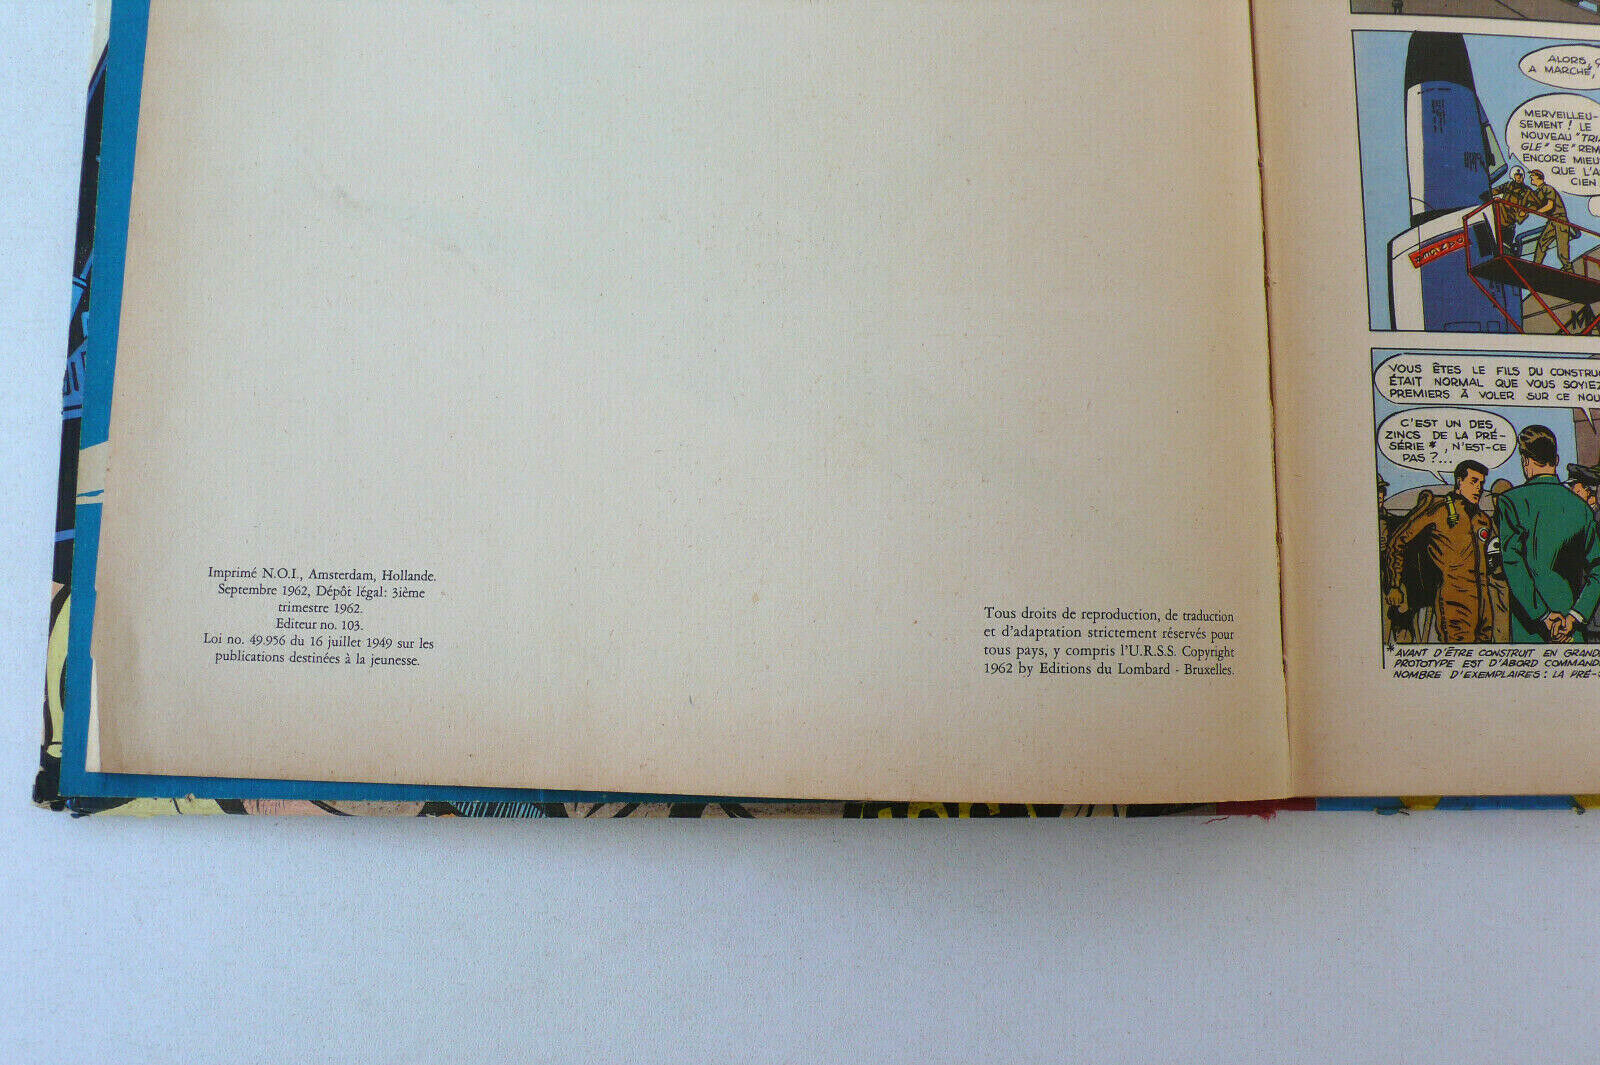 Imprimé N.O.I., Amsterdam, Hollande.
Septembre 1962, Dépôt légal: 3ième
trimestre 1962.
Editeur no. 103.
Loi no. 49.956 du 16 juillet 1949 sur les
publications destinées à la jeunesse.
Tous droits de reproduction, de traduction
et d'adaptation strictement réservés pour
tous pays, y compris l'U.R.S.S. Copyright
1962 by Editions du Lombard - Bruxelles.
ALORS,
A MARCHÉ,
MERVEILLEU-
SEMENT! LE
NOUVEAU "TRIA
GLE" SE "REM
ENCORE MIEU
QUE L'A
CIEN
VOUS ÊTES LE FILS DU CONSTRUC
ÉTAIT NORMAL QUE VOUS SOYIEZ
PREMIERS À VOLER SUR CE NOU
C'EST UN DES
ZINCS DE LA PRÉ-
SÉRIE*, N'EST-CE
PAS ?...
*AVANT D'ÊTRE CONSTRUIT EN GRANDE
PROTOTYPE EST D'ABORD COMMAND
NOMBRE D'EXEMPLAIRES : LA PRÉ-